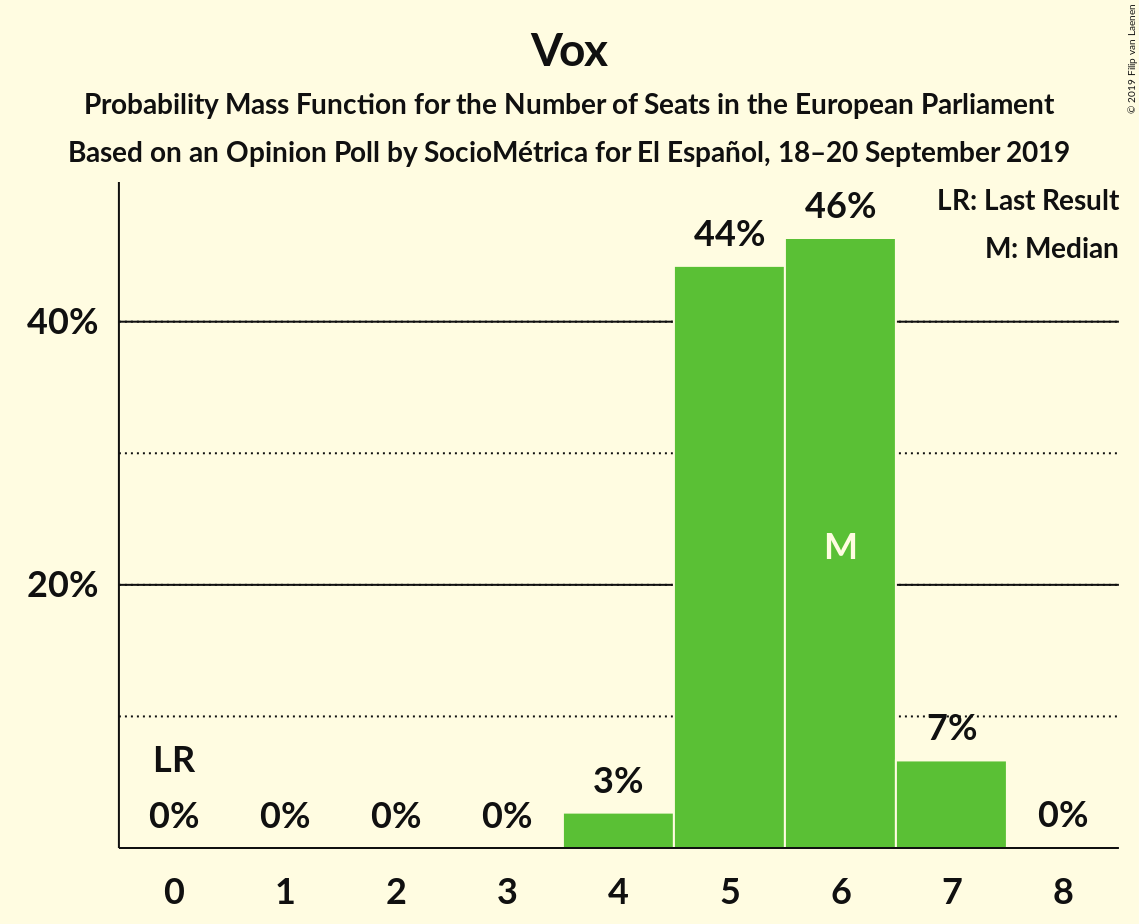 Vox
Probability Mass Function for the Number of Seats in the European Parliament
Based on an Opinion Poll by SocioMétrica for El Español, 18–20 September 2019
© 2019 Filip van Laenen
LR: Last Result
M: Median
46%
44%
40%
M
20%
7%
LR
3%
0% 0% 0% 0% 0%
0 1 2 3 4 5 6 7 8